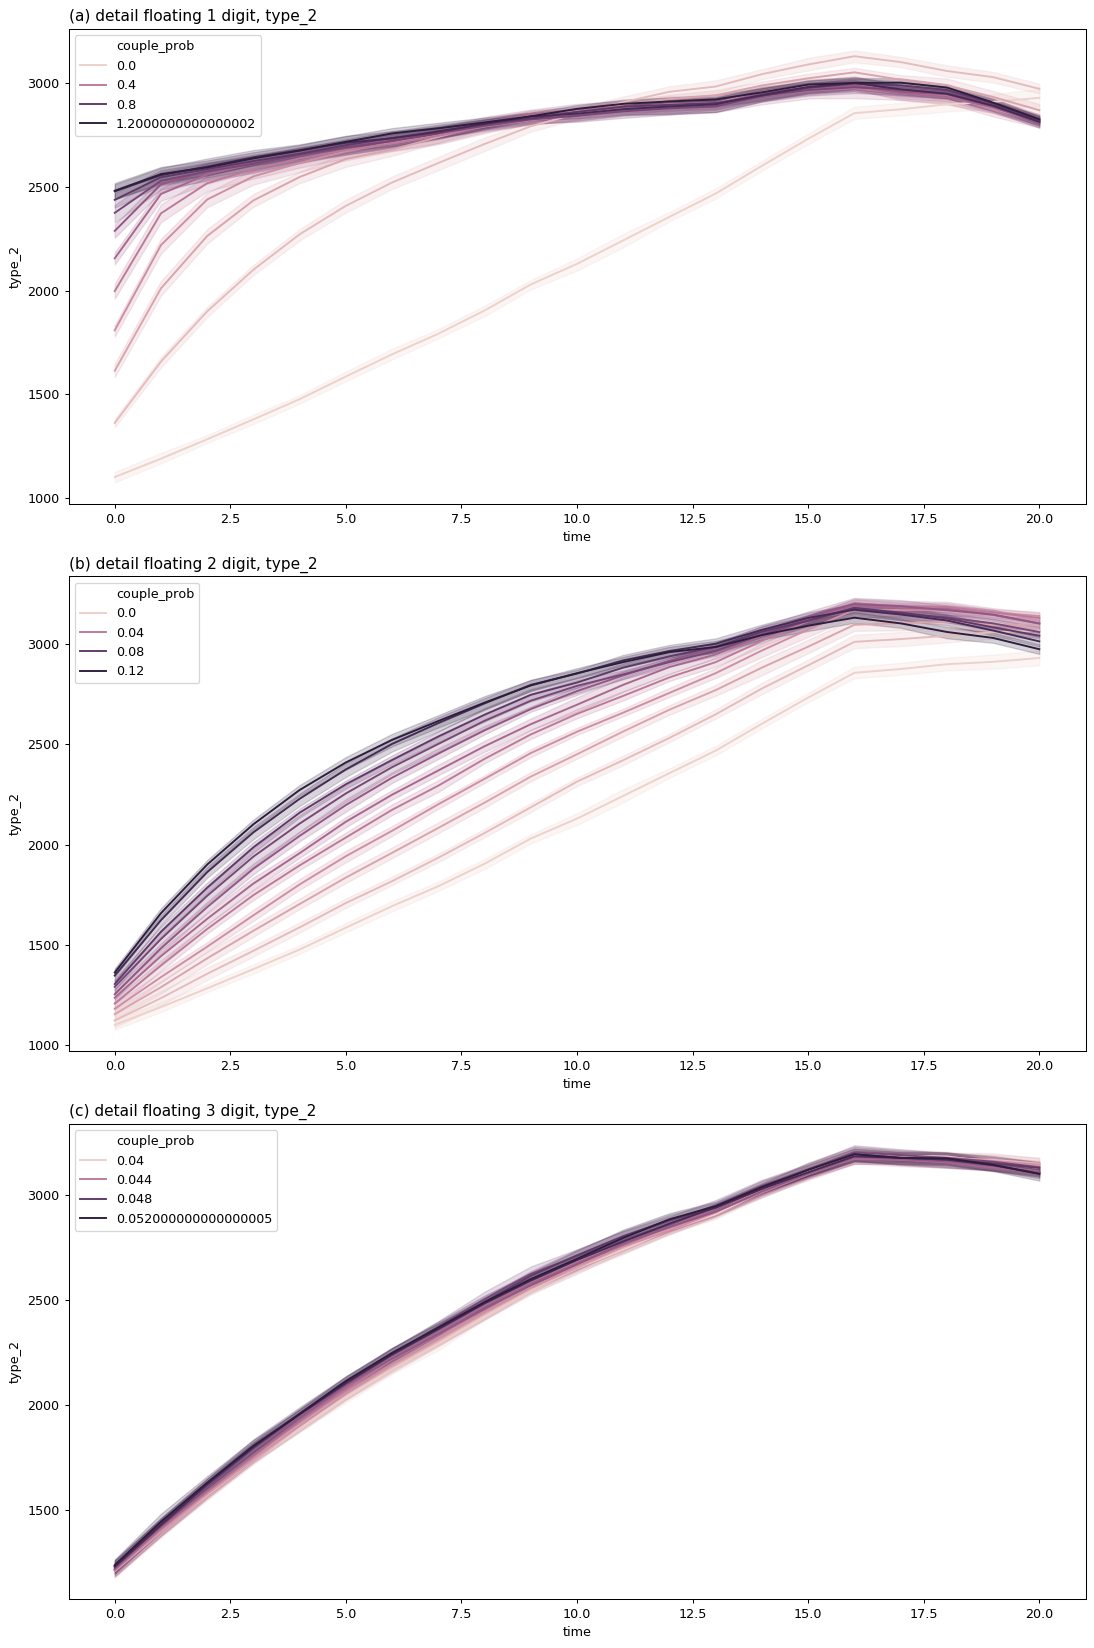 (a) detail floating 1 digit, type_2
couple_prob
0.0
0.4
0.8
1.2000000000000002
3000
2500
2000
1500
1000
type_2
0.0 2.5 5.0 7.5 10.0 12.5 15.0 17.5 20.0
time
(b) detail floating 2 digit, type_2
couple_prob
0.0
0.04
0.08
0.12
3000
2500
2000
1500
1000
type_2
0.0 2.5 5.0 7.5 10.0 12.5 15.0 17.5 20.0
time
(c) detail floating 3 digit, type_2
couple_prob
0.04
0.044
0.048
0.052000000000000005
3000
2500
2000
1500
type_2
0.0 2.5 5.0 7.5 10.0 12.5 15.0 17.5 20.0
time